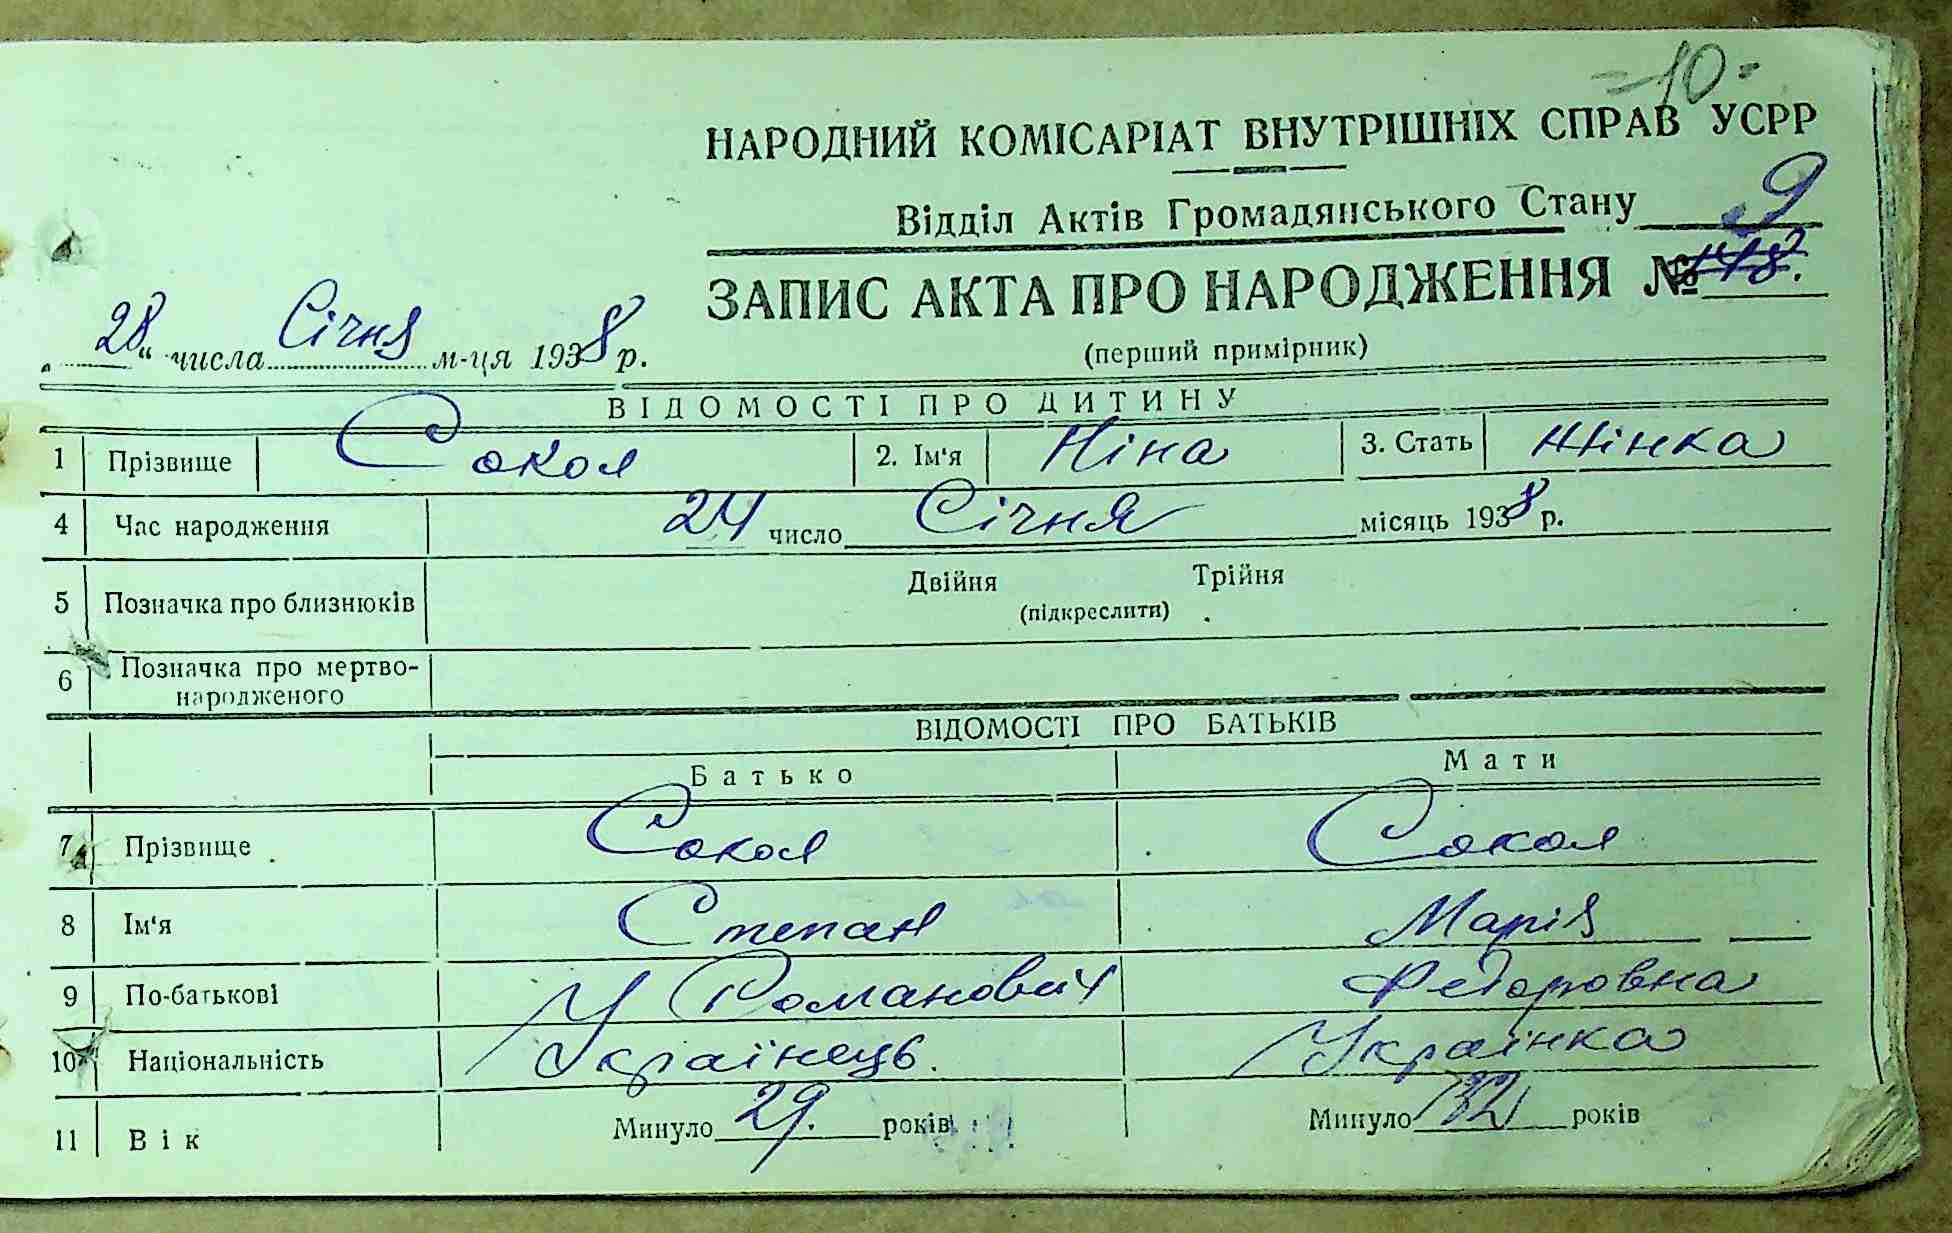 -10-
НАРОДНИЙ КОМІСАРІАТ ВНУТРІШНІХ СПРАВ УСРР
Відділ Актів Громадянського Стану
9
ЗАПИС АКТА ПРО НАРОДЖЕННЯ №
(перший примірник)
„28“ числа Січня м-ця 1938 р.
ВІДОМОСТІ ПРО ДИТИНУ
1 Прізвище Сокол 2. Ім‘я Ніна 3. Стать Жінка
4 Час народження 24 число Січня місяць 1938 р.
5 Позначка про близнюків Двійня Трійня
(підкреслити)
6 Позначка про мертво-
народженого
ВІДОМОСТІ ПРО БАТЬКІВ
Батько Мати
7 Прізвище Сокол Сокол
8 Ім‘я Степан Марія
9 По-батькові Романович Федоровна
10 Національність Українець. Українка
11 Вік Минуло 29. років Минуло 32 років